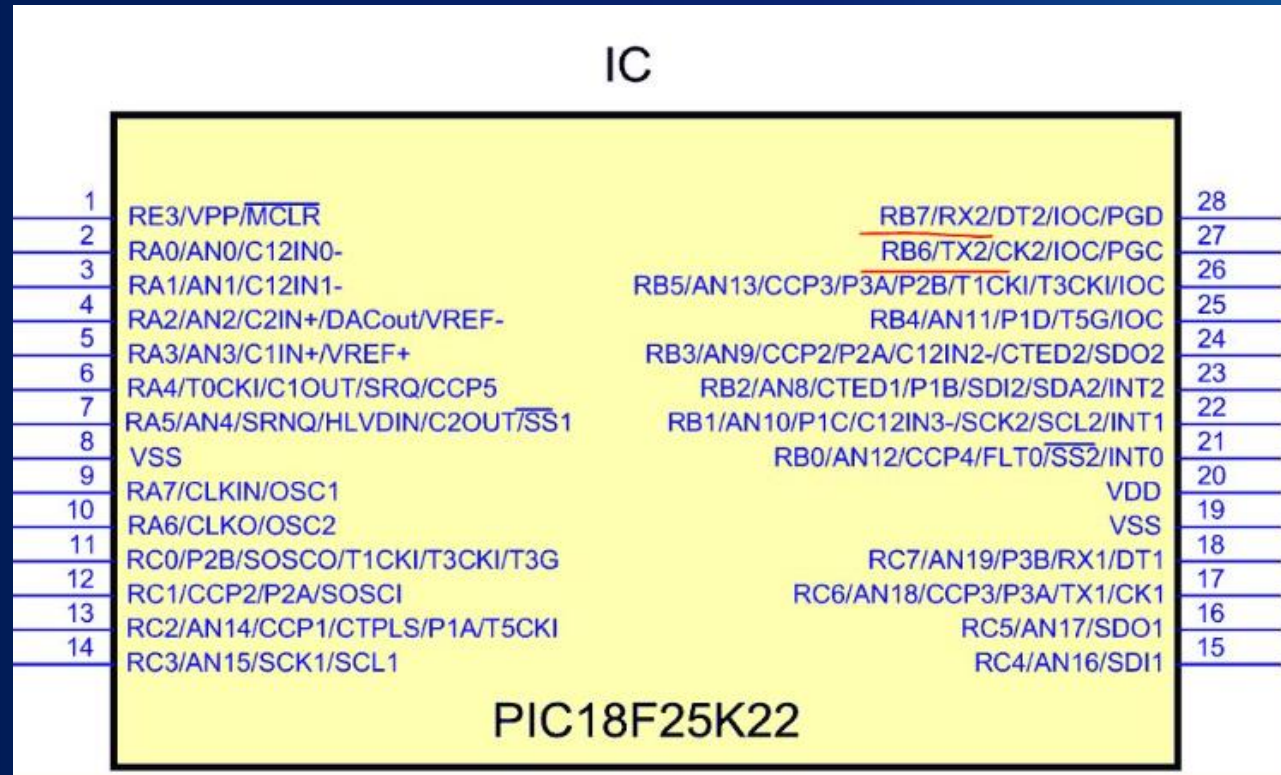 IC
1 RE3/VPP/MCLR RB7/RX2/DT2/IOC/PGD 28
2 RA0/AN0/C12IN0- RB6/TX2/CK2/IOC/PGC 27
3 RA1/AN1/C12IN1- RB5/AN13/CCP3/P3A/P2B/T1CKI/T3CKI/IOC 26
4 RA2/AN2/C2IN+/DACout/VREF- RB4/AN11/P1D/T5G/IOC 25
5 RA3/AN3/C1IN+/VREF+ RB3/AN9/CCP2/P2A/C12IN2-/CTED2/SDO2 24
6 RA4/T0CKI/C1OUT/SRQ/CCP5 RB2/AN8/CTED1/P1B/SDI2/SDA2/INT2 23
7 RA5/AN4/SRNQ/HLVDIN/C2OUT/SS1 RB1/AN10/P1C/C12IN3-/SCK2/SCL2/INT1 22
8 VSS RB0/AN12/CCP4/FLT0/SS2/INT0 21
9 RA7/CLKIN/OSC1 VDD 20
10 RA6/CLKO/OSC2 VSS 19
11 RC0/P2B/SOSCO/T1CKI/T3CKI/T3G RC7/AN19/P3B/RX1/DT1 18
12 RC1/CCP2/P2A/SOSCI RC6/AN18/CCP3/P3A/TX1/CK1 17
13 RC2/AN14/CCP1/CTPLS/P1A/T5CKI RC5/AN17/SDO1 16
14 RC3/AN15/SCK1/SCL1 RC4/AN16/SDI1 15
PIC18F25K22